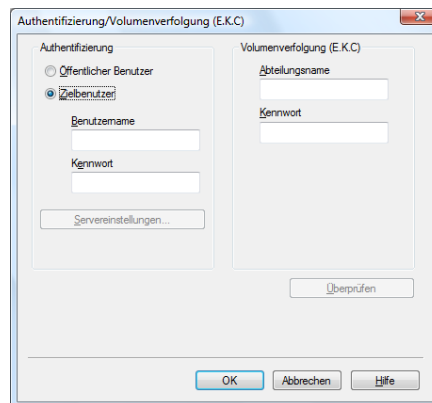 Authentifizierung/Volumenverfolgung (E.K.C)
Authentifizierung
Öffentlicher Benutzer
Zielbenutzer
Benutzername
Kennwort
Servereinstellungen...
Volumenverfolgung (E.K.C)
Abteilungsname
Kennwort
Überprüfen
OK
Abbrechen
Hilfe